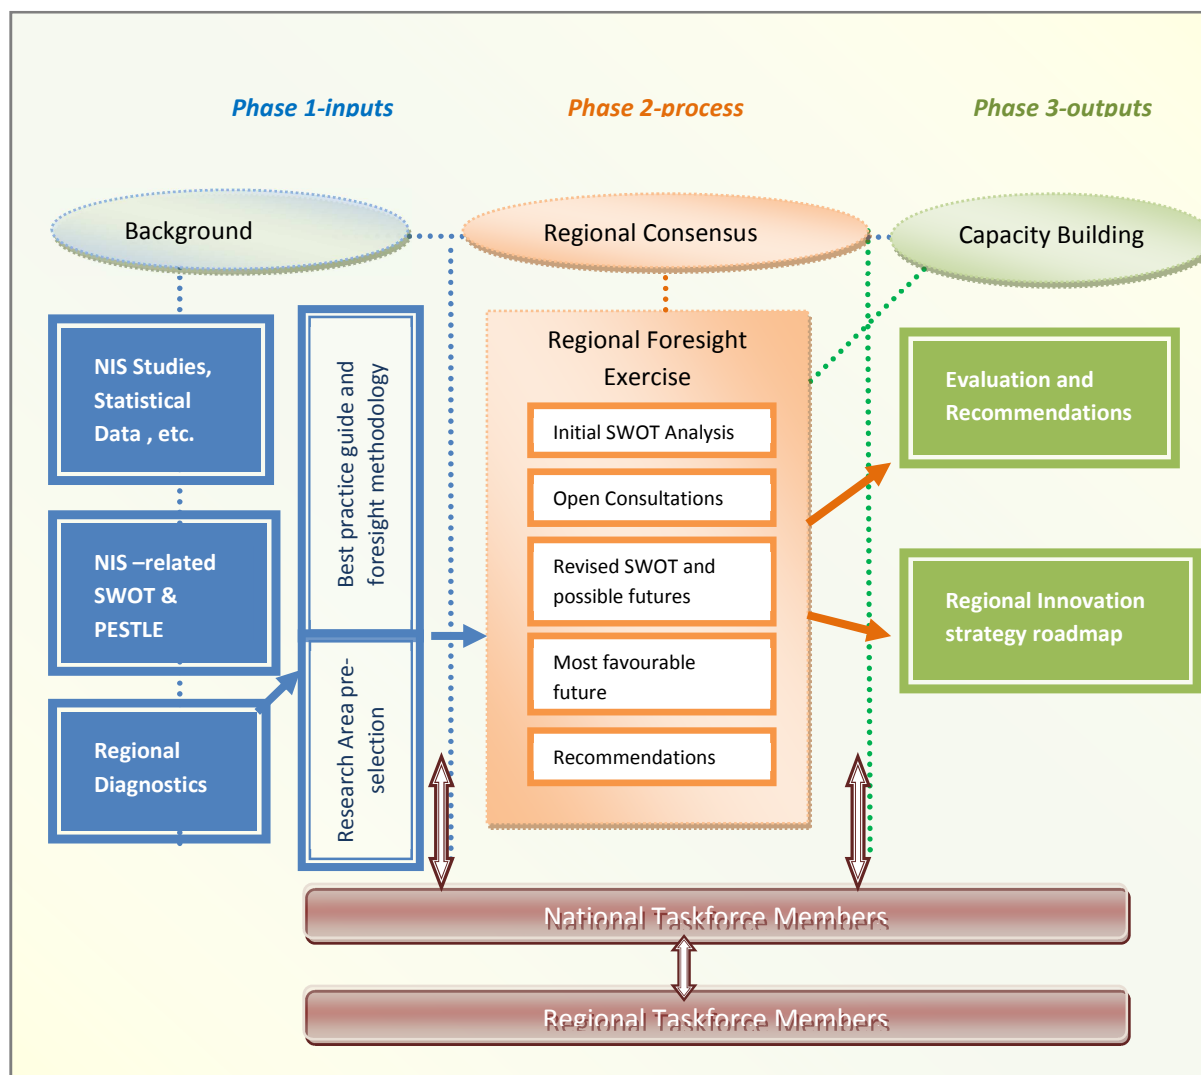 Phase 1-inputs
Phase 2-process
Phase 3-outputs
Background
Regional Consensus
Capacity Building
NIS Studies,
Statistical
Data , etc.
NIS –related
SWOT &
PESTLE
Regional
Diagnostics
Best practice guide and
foresight methodology
Research Area pre-
selection
Regional Foresight
Exercise
Initial SWOT Analysis
Open Consultations
Revised SWOT and
possible futures
Most favourable
future
Recommendations
Evaluation and
Recommendations
Regional Innovation
strategy roadmap
National Taskforce Members
Regional Taskforce Members